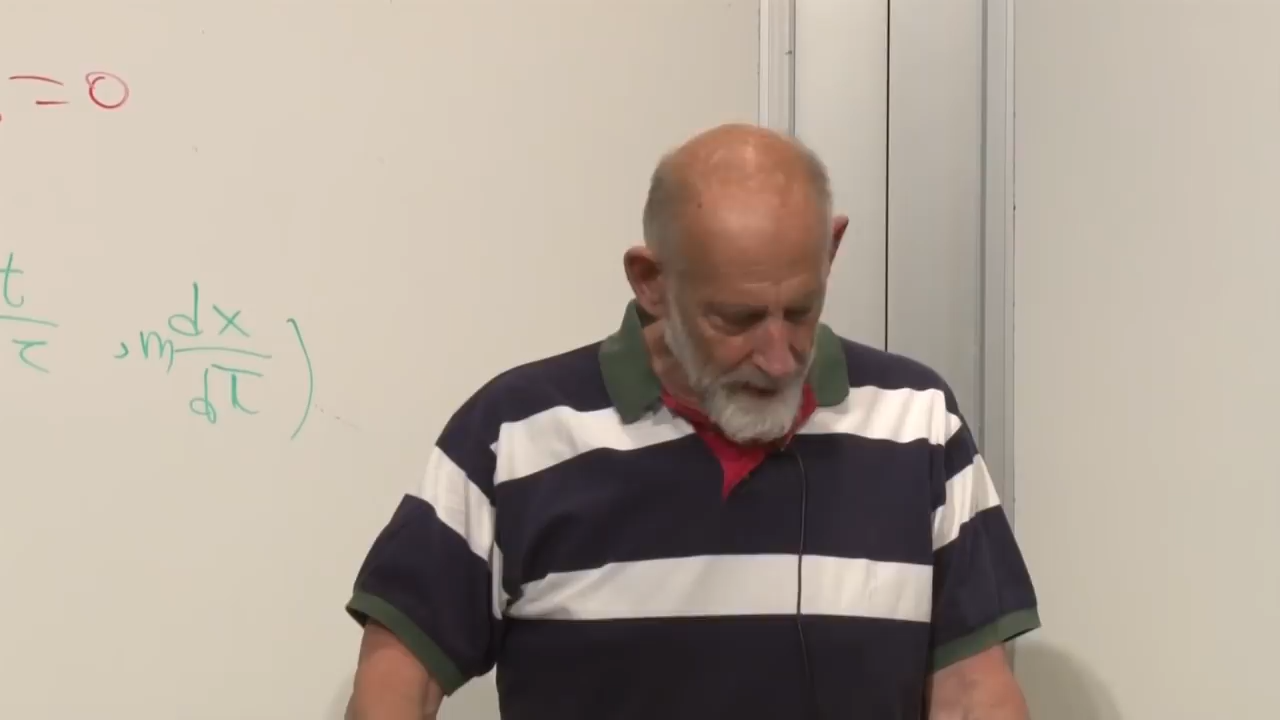 = 0
t
τ , m dx
dτ )